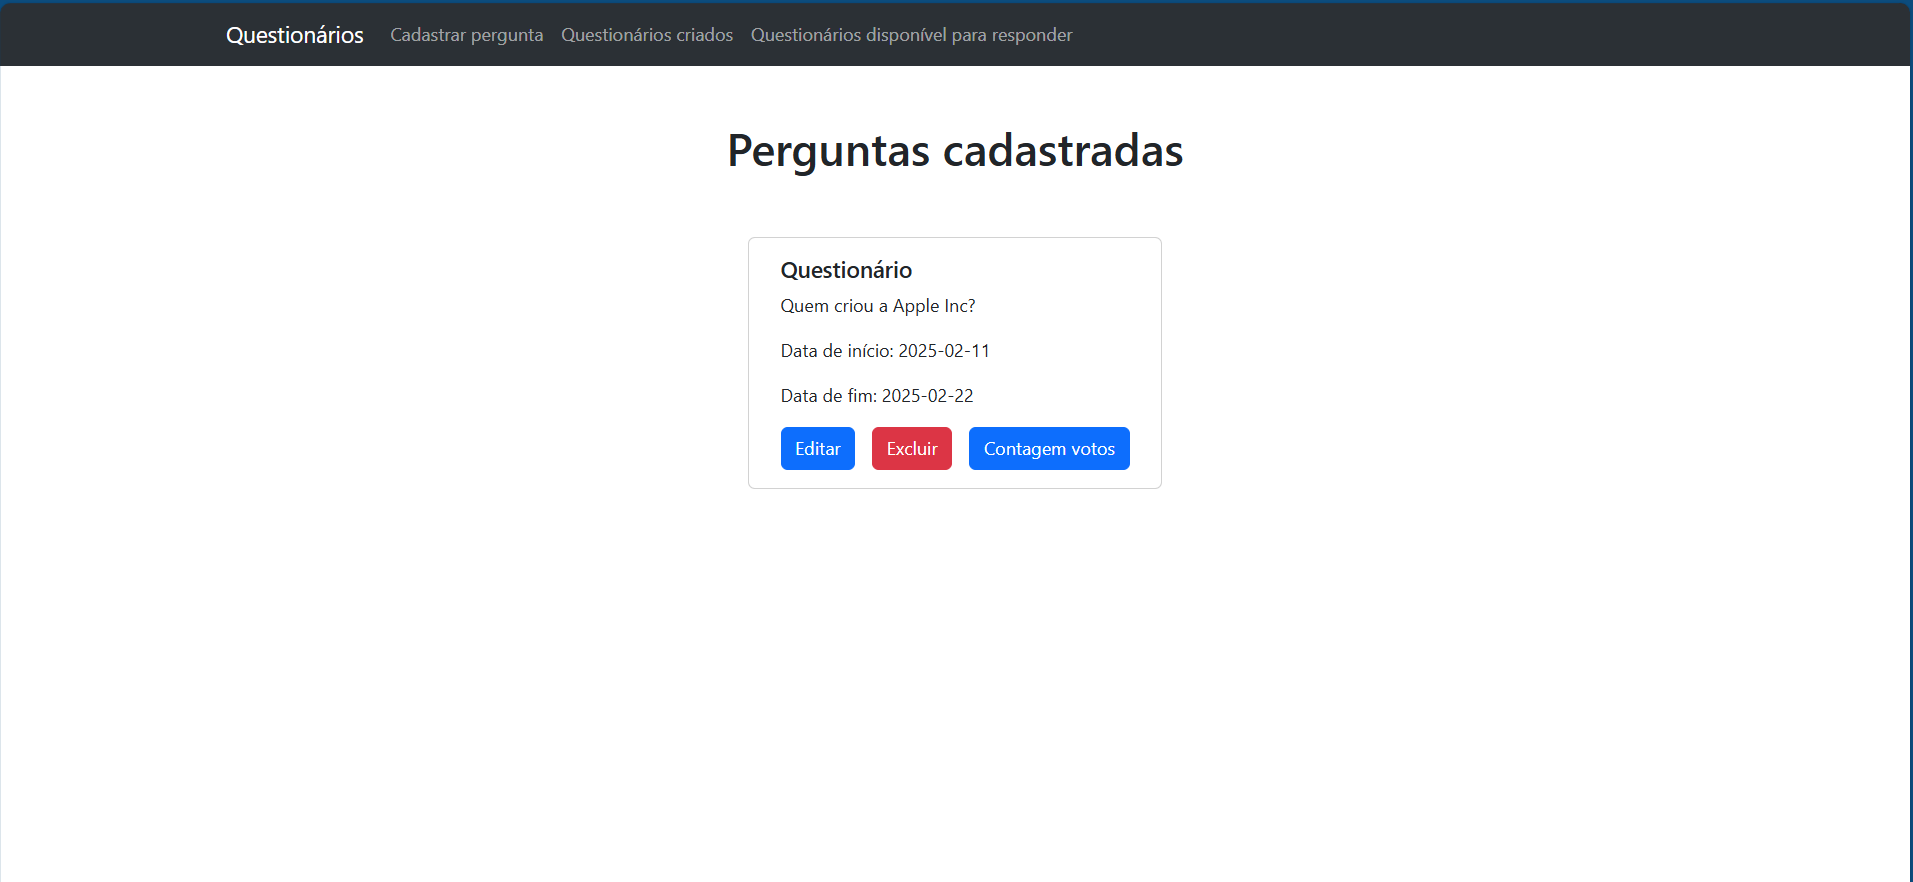 Questionários Cadastrar pergunta Questionários criados Questionários disponível para responder
Perguntas cadastradas
Questionário
Quem criou a Apple Inc?
Data de início: 2025-02-11
Data de fim: 2025-02-22
Editar Excluir Contagem votos